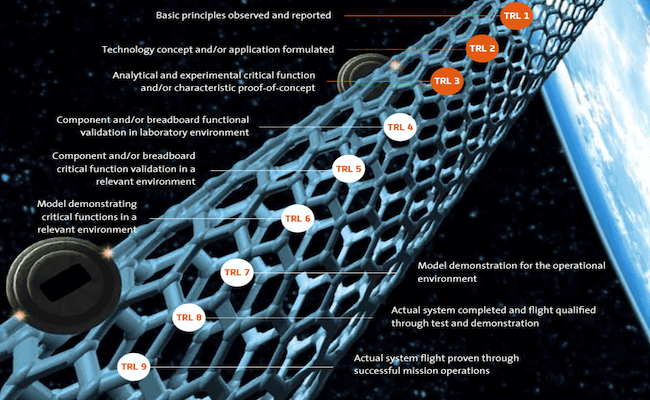 Basic principles observed and reported
TRL 1
Technology concept and/or application formulated
TRL 2
Analytical and experimental critical function
and/or characteristic proof-of-concept
TRL 3
Component and/or breadboard functional
validation in laboratory environment
TRL 4
Component and/or breadboard
critical function validation in a
relevant environment
TRL 5
Model demonstrating
critical functions in a
relevant environment
TRL 6
TRL 7
Model demonstration for the operational
environment
TRL 8
Actual system completed and flight qualified
through test and demonstration
TRL 9
Actual system flight proven through
successful mission operations